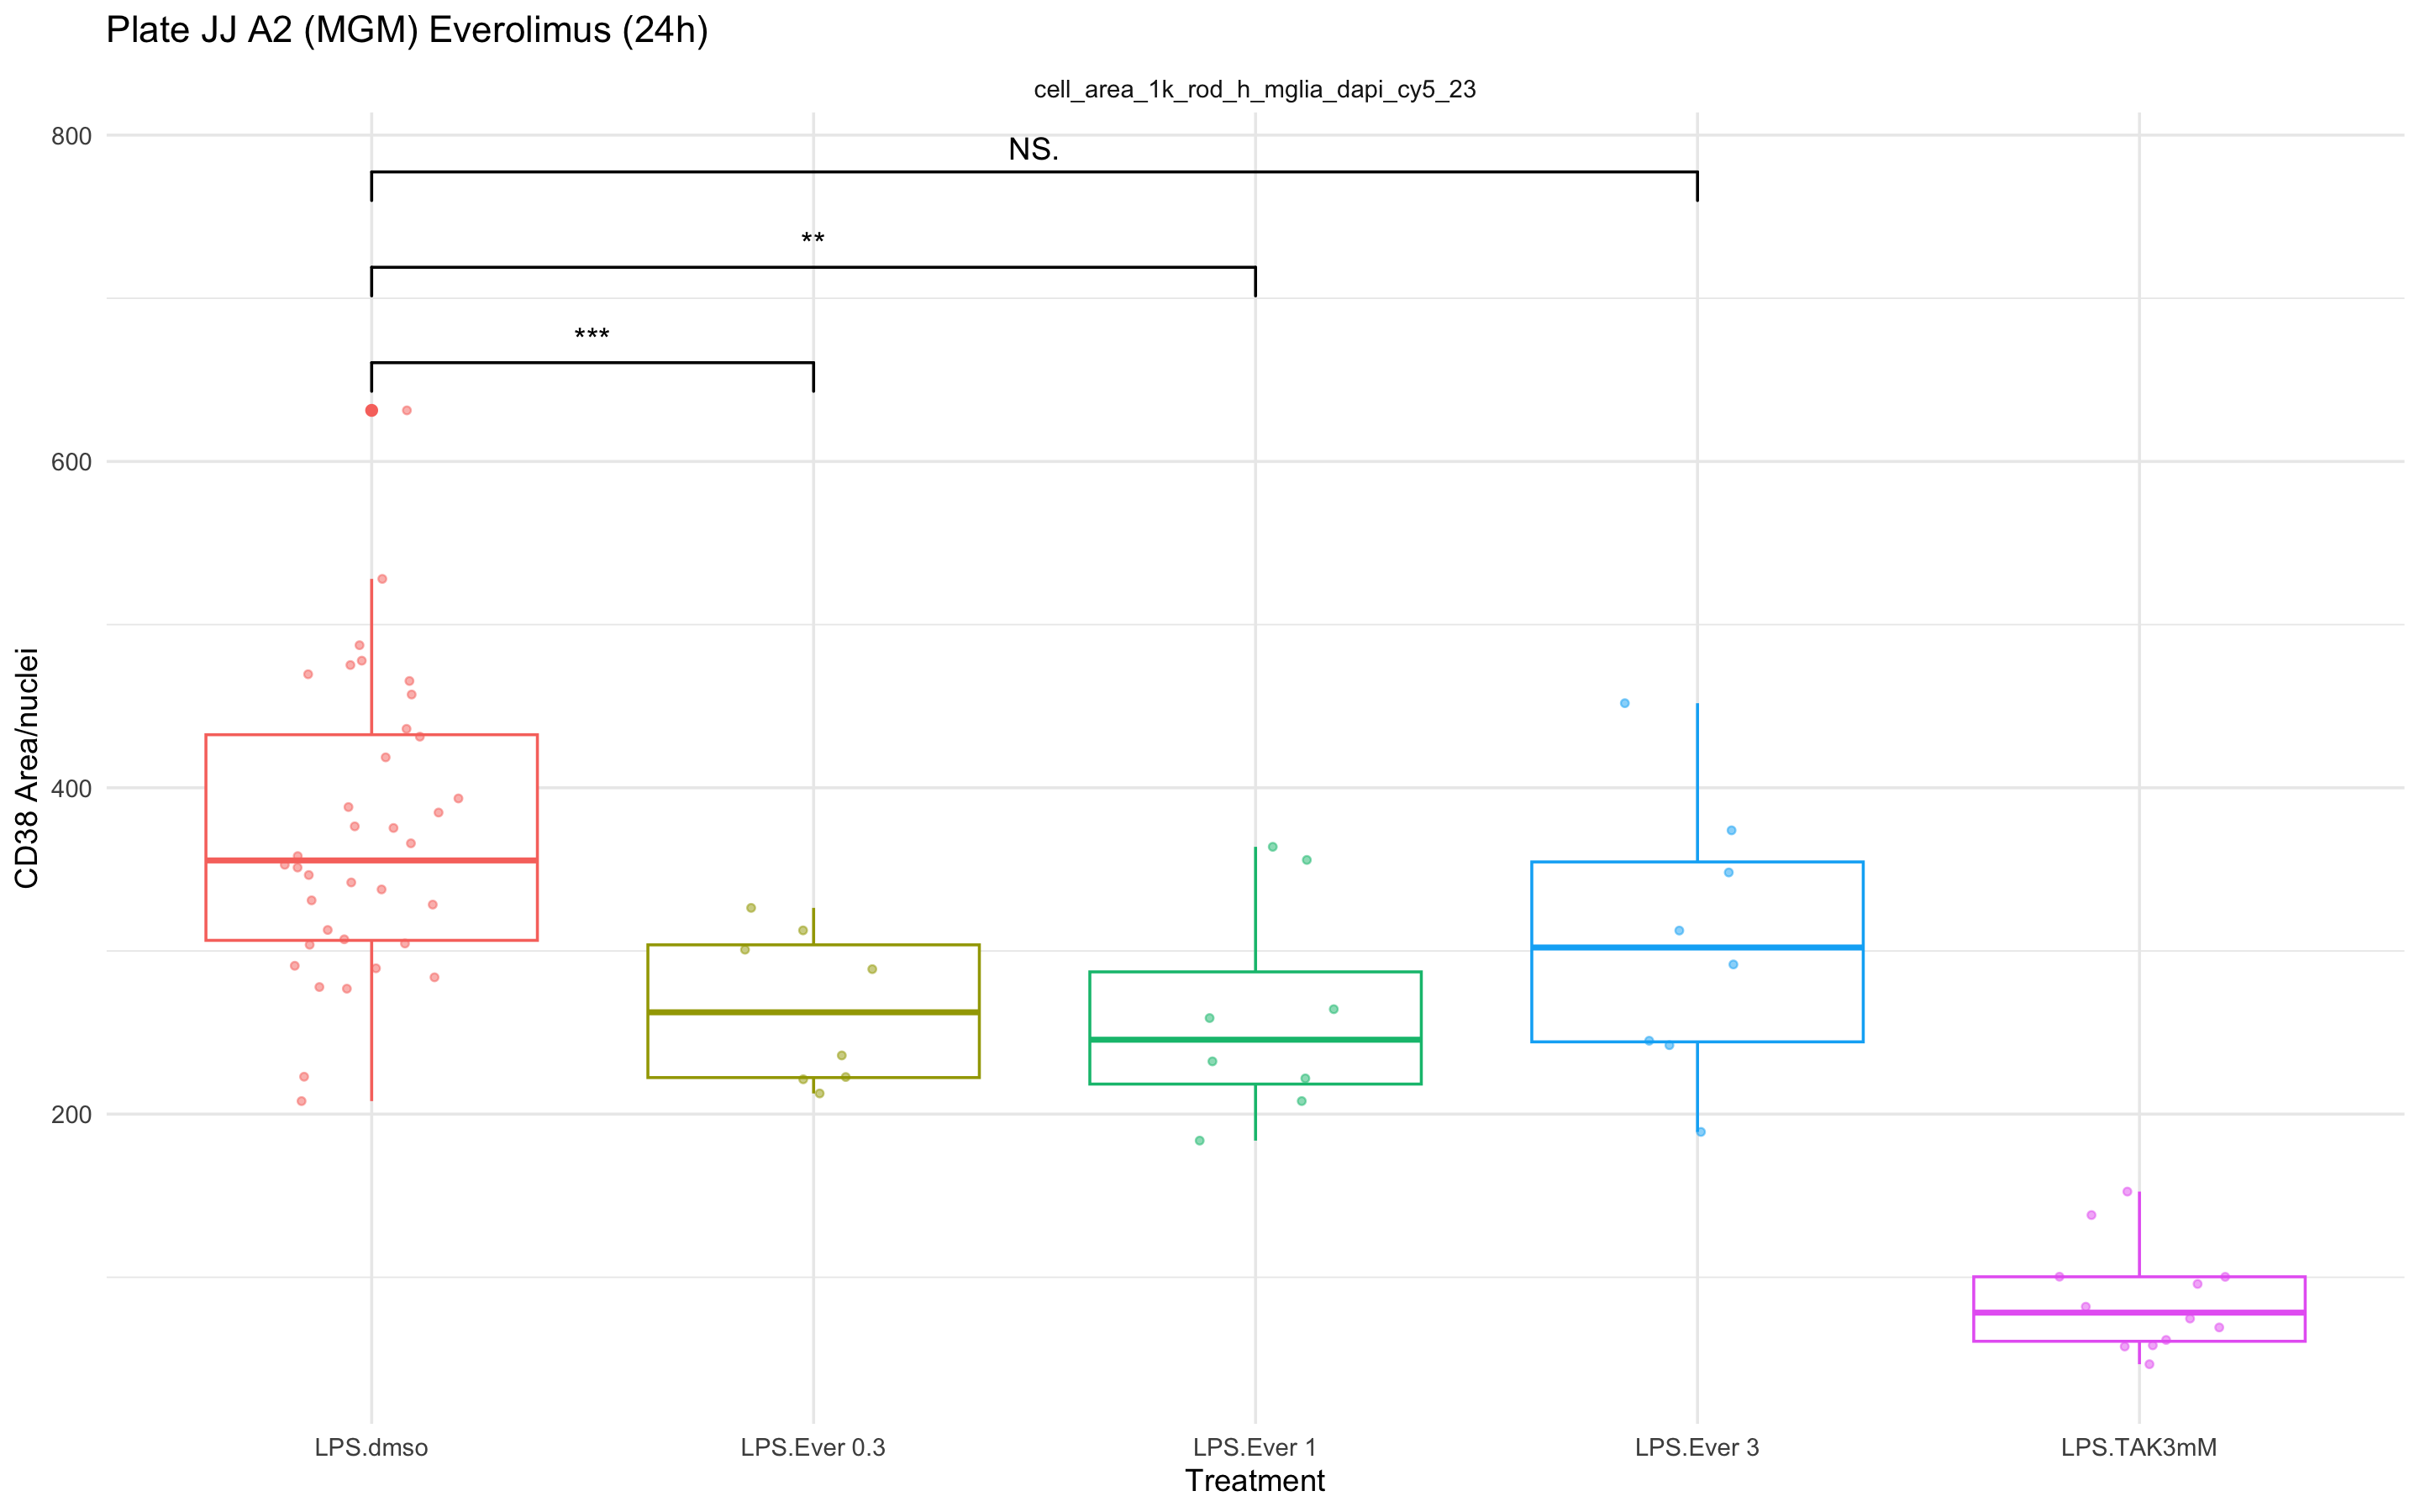 Plate JJ A2 (MGM) Everolimus (24h)
cell_area_1k_rod_h_mglia_dapi_cy5_23
800
NS.
**
***
600
400
200
CD38 Area/nuclei
LPS.dmso
LPS.Ever 0.3
LPS.Ever 1
LPS.Ever 3
LPS.TAK3mM
Treatment